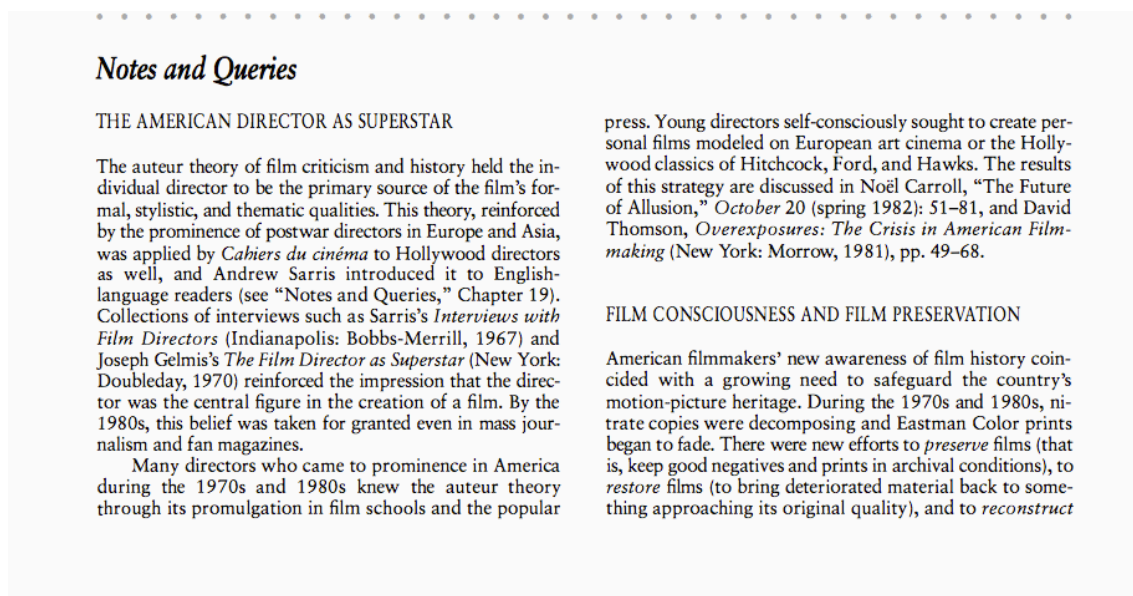 Notes and Queries
THE AMERICAN DIRECTOR AS SUPERSTAR
The auteur theory of film criticism and history held the in-
dividual director to be the primary source of the film's for-
mal, stylistic, and thematic qualities. This theory, reinforced
by the prominence of postwar directors in Europe and Asia,
was applied by Cahiers du cinéma to Hollywood directors
as well, and Andrew Sarris introduced it to English-
language readers (see “Notes and Queries,” Chapter 19).
Collections of interviews such as Sarris's Interviews with
Film Directors (Indianapolis: Bobbs-Merrill, 1967) and
Joseph Gelmis's The Film Director as Superstar (New York:
Doubleday, 1970) reinforced the impression that the direc-
tor was the central figure in the creation of a film. By the
1980s, this belief was taken for granted even in mass jour-
nalism and fan magazines.
Many directors who came to prominence in America
during the 1970s and 1980s knew the auteur theory
through its promulgation in film schools and the popular
press. Young directors self-consciously sought to create per-
sonal films modeled on European art cinema or the Holly-
wood classics of Hitchcock, Ford, and Hawks. The results
of this strategy are discussed in Noël Carroll, “The Future
of Allusion,” October 20 (spring 1982): 51–81, and David
Thomson, Overexposures: The Crisis in American Film-
making (New York: Morrow, 1981), pp. 49–68.
FILM CONSCIOUSNESS AND FILM PRESERVATION
American filmmakers' new awareness of film history coin-
cided with a growing need to safeguard the country's
motion-picture heritage. During the 1970s and 1980s, ni-
trate copies were decomposing and Eastman Color prints
began to fade. There were new efforts to preserve films (that
is, keep good negatives and prints in archival conditions), to
restore films (to bring deteriorated material back to some-
thing approaching its original quality), and to reconstruct